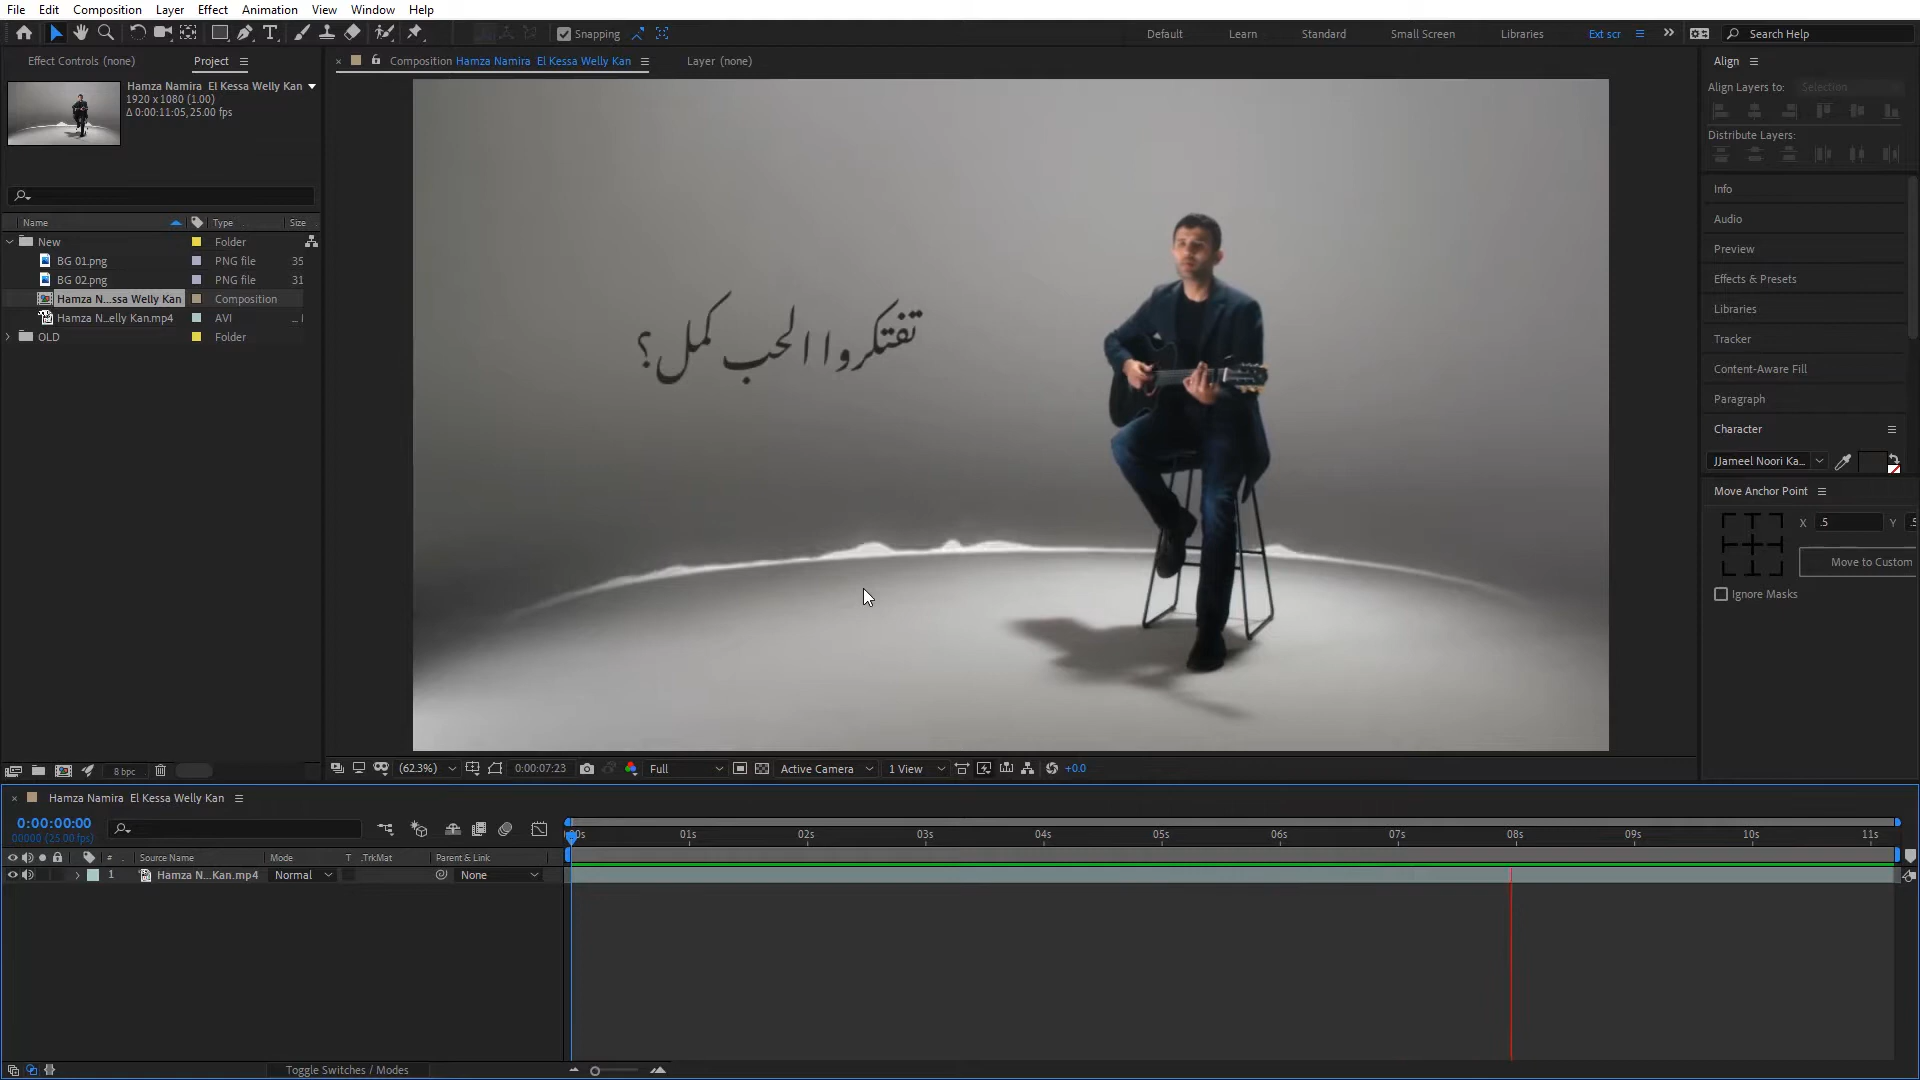 File Edit Composition Layer Effect Animation View Window Help
Snapping
Default Learn Standard Small Screen Libraries Ext scr
Search Help
Effect Controls (none) Project
Composition Hamza Namira El Kessa Welly Kan
Layer (none)
Hamza Namira El Kessa Welly Kan
1920 x 1080 (1.00)
Δ 0:00:11:05, 25.00 fps
Name Type Size
New Folder
BG 01.png PNG file 35
BG 02.png PNG file 31
Hamza N...ssa Welly Kan Composition
Hamza N...elly Kan.mp4 AVI ...
OLD Folder
8 bpc
تفتكروا الحب كمل؟
(62.3%) 0:00:07:23 Full Active Camera 1 View +0.0
Align
Align Layers to: Selection
Distribute Layers:
Info
Audio
Preview
Effects & Presets
Libraries
Tracker
Content-Aware Fill
Paragraph
Character
JJameel Noori Ka...
Move Anchor Point
X .5 Y .5
Move to Custom
Ignore Masks
Hamza Namira El Kessa Welly Kan
0:00:00:00
00000 (25.00 fps)
# Source Name Mode T .TrkMat Parent & Link
1 Hamza N...Kan.mp4 Normal None
:00s 01s 02s 03s 04s 05s 06s 07s 08s 09s 10s 11s
Toggle Switches / Modes